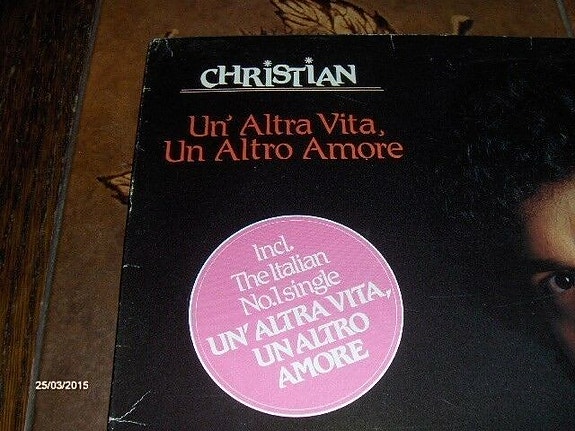 CHRISTIAN
Un' Altra Vita,
Un Altro Amore
Incl.
The Italian
No.1 single
UN' ALTRA VITA,
UN ALTRO
AMORE
25/03/2015